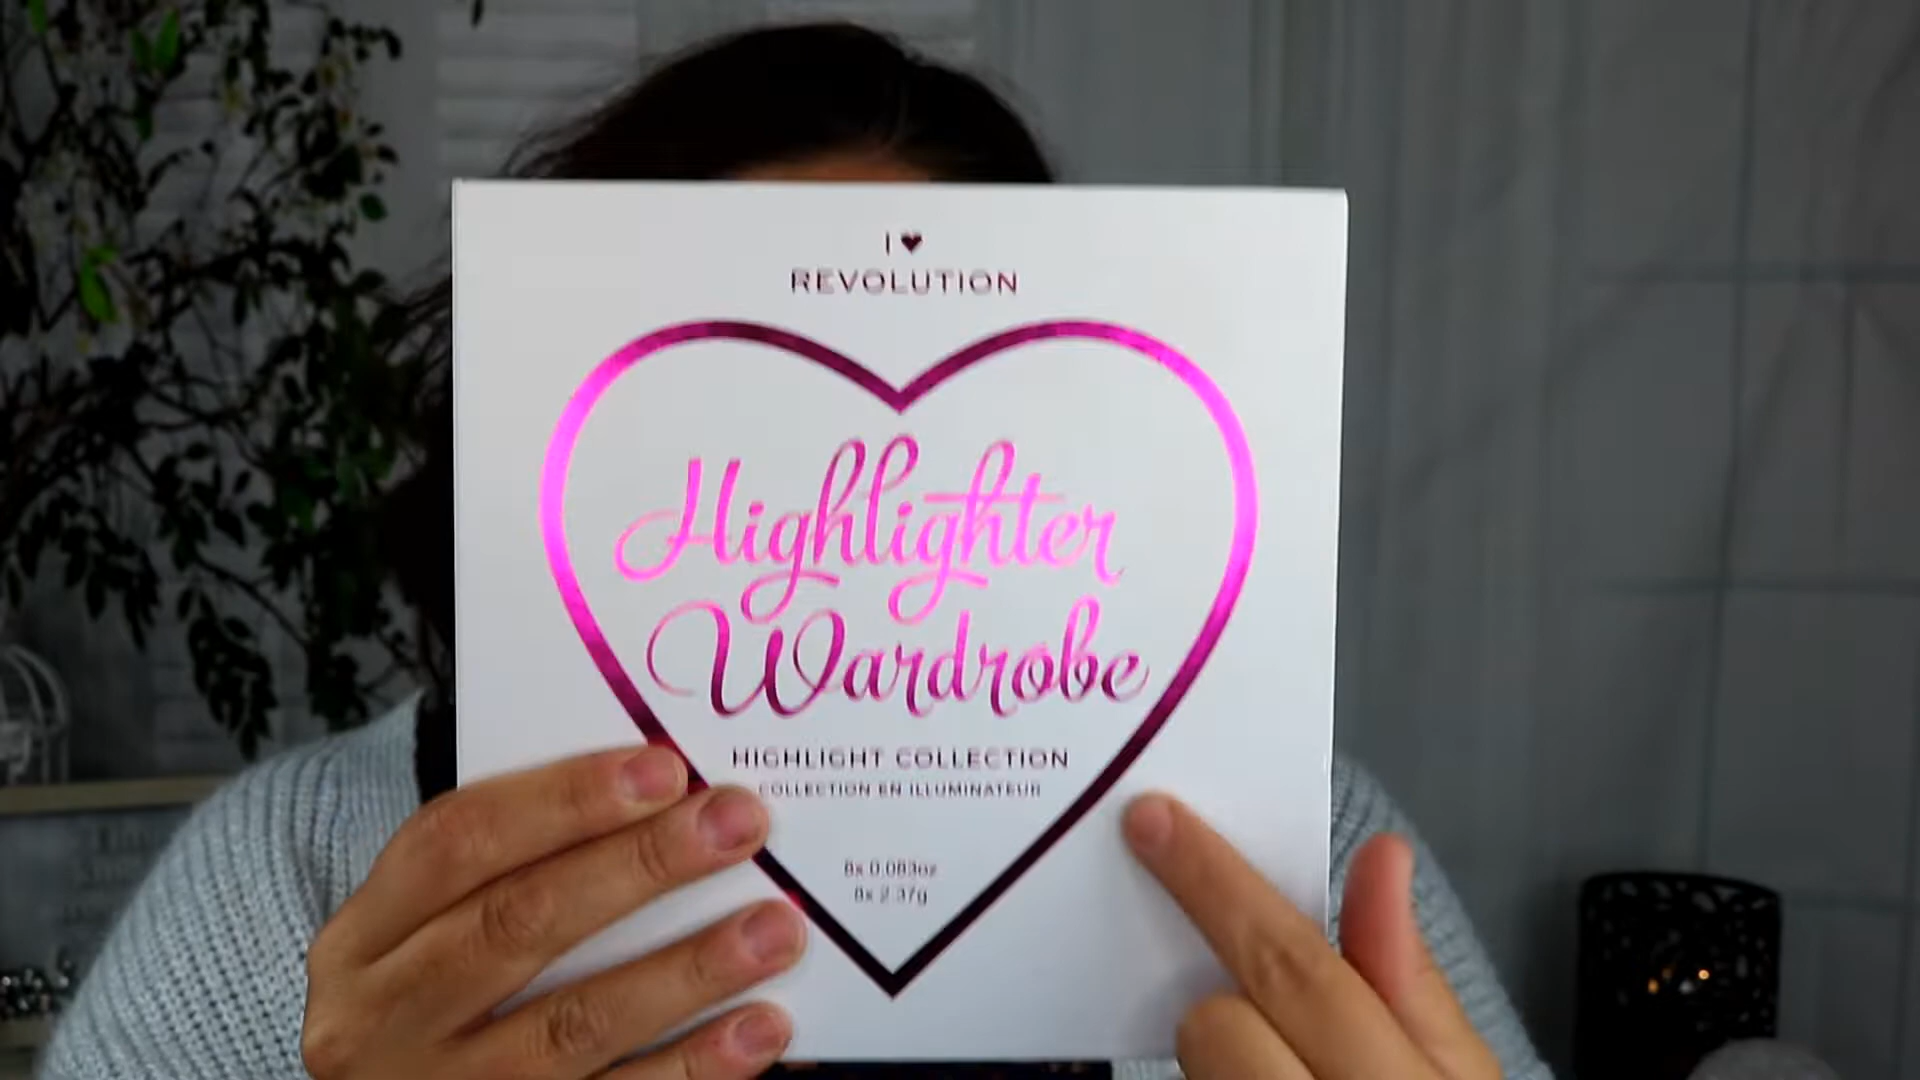 I ♥
REVOLUTION
Highlighter
Wardrobe
HIGHLIGHT COLLECTION
COLLECTION EN ILLUMINATEUR
8x 0.083oz
8x 2.37g